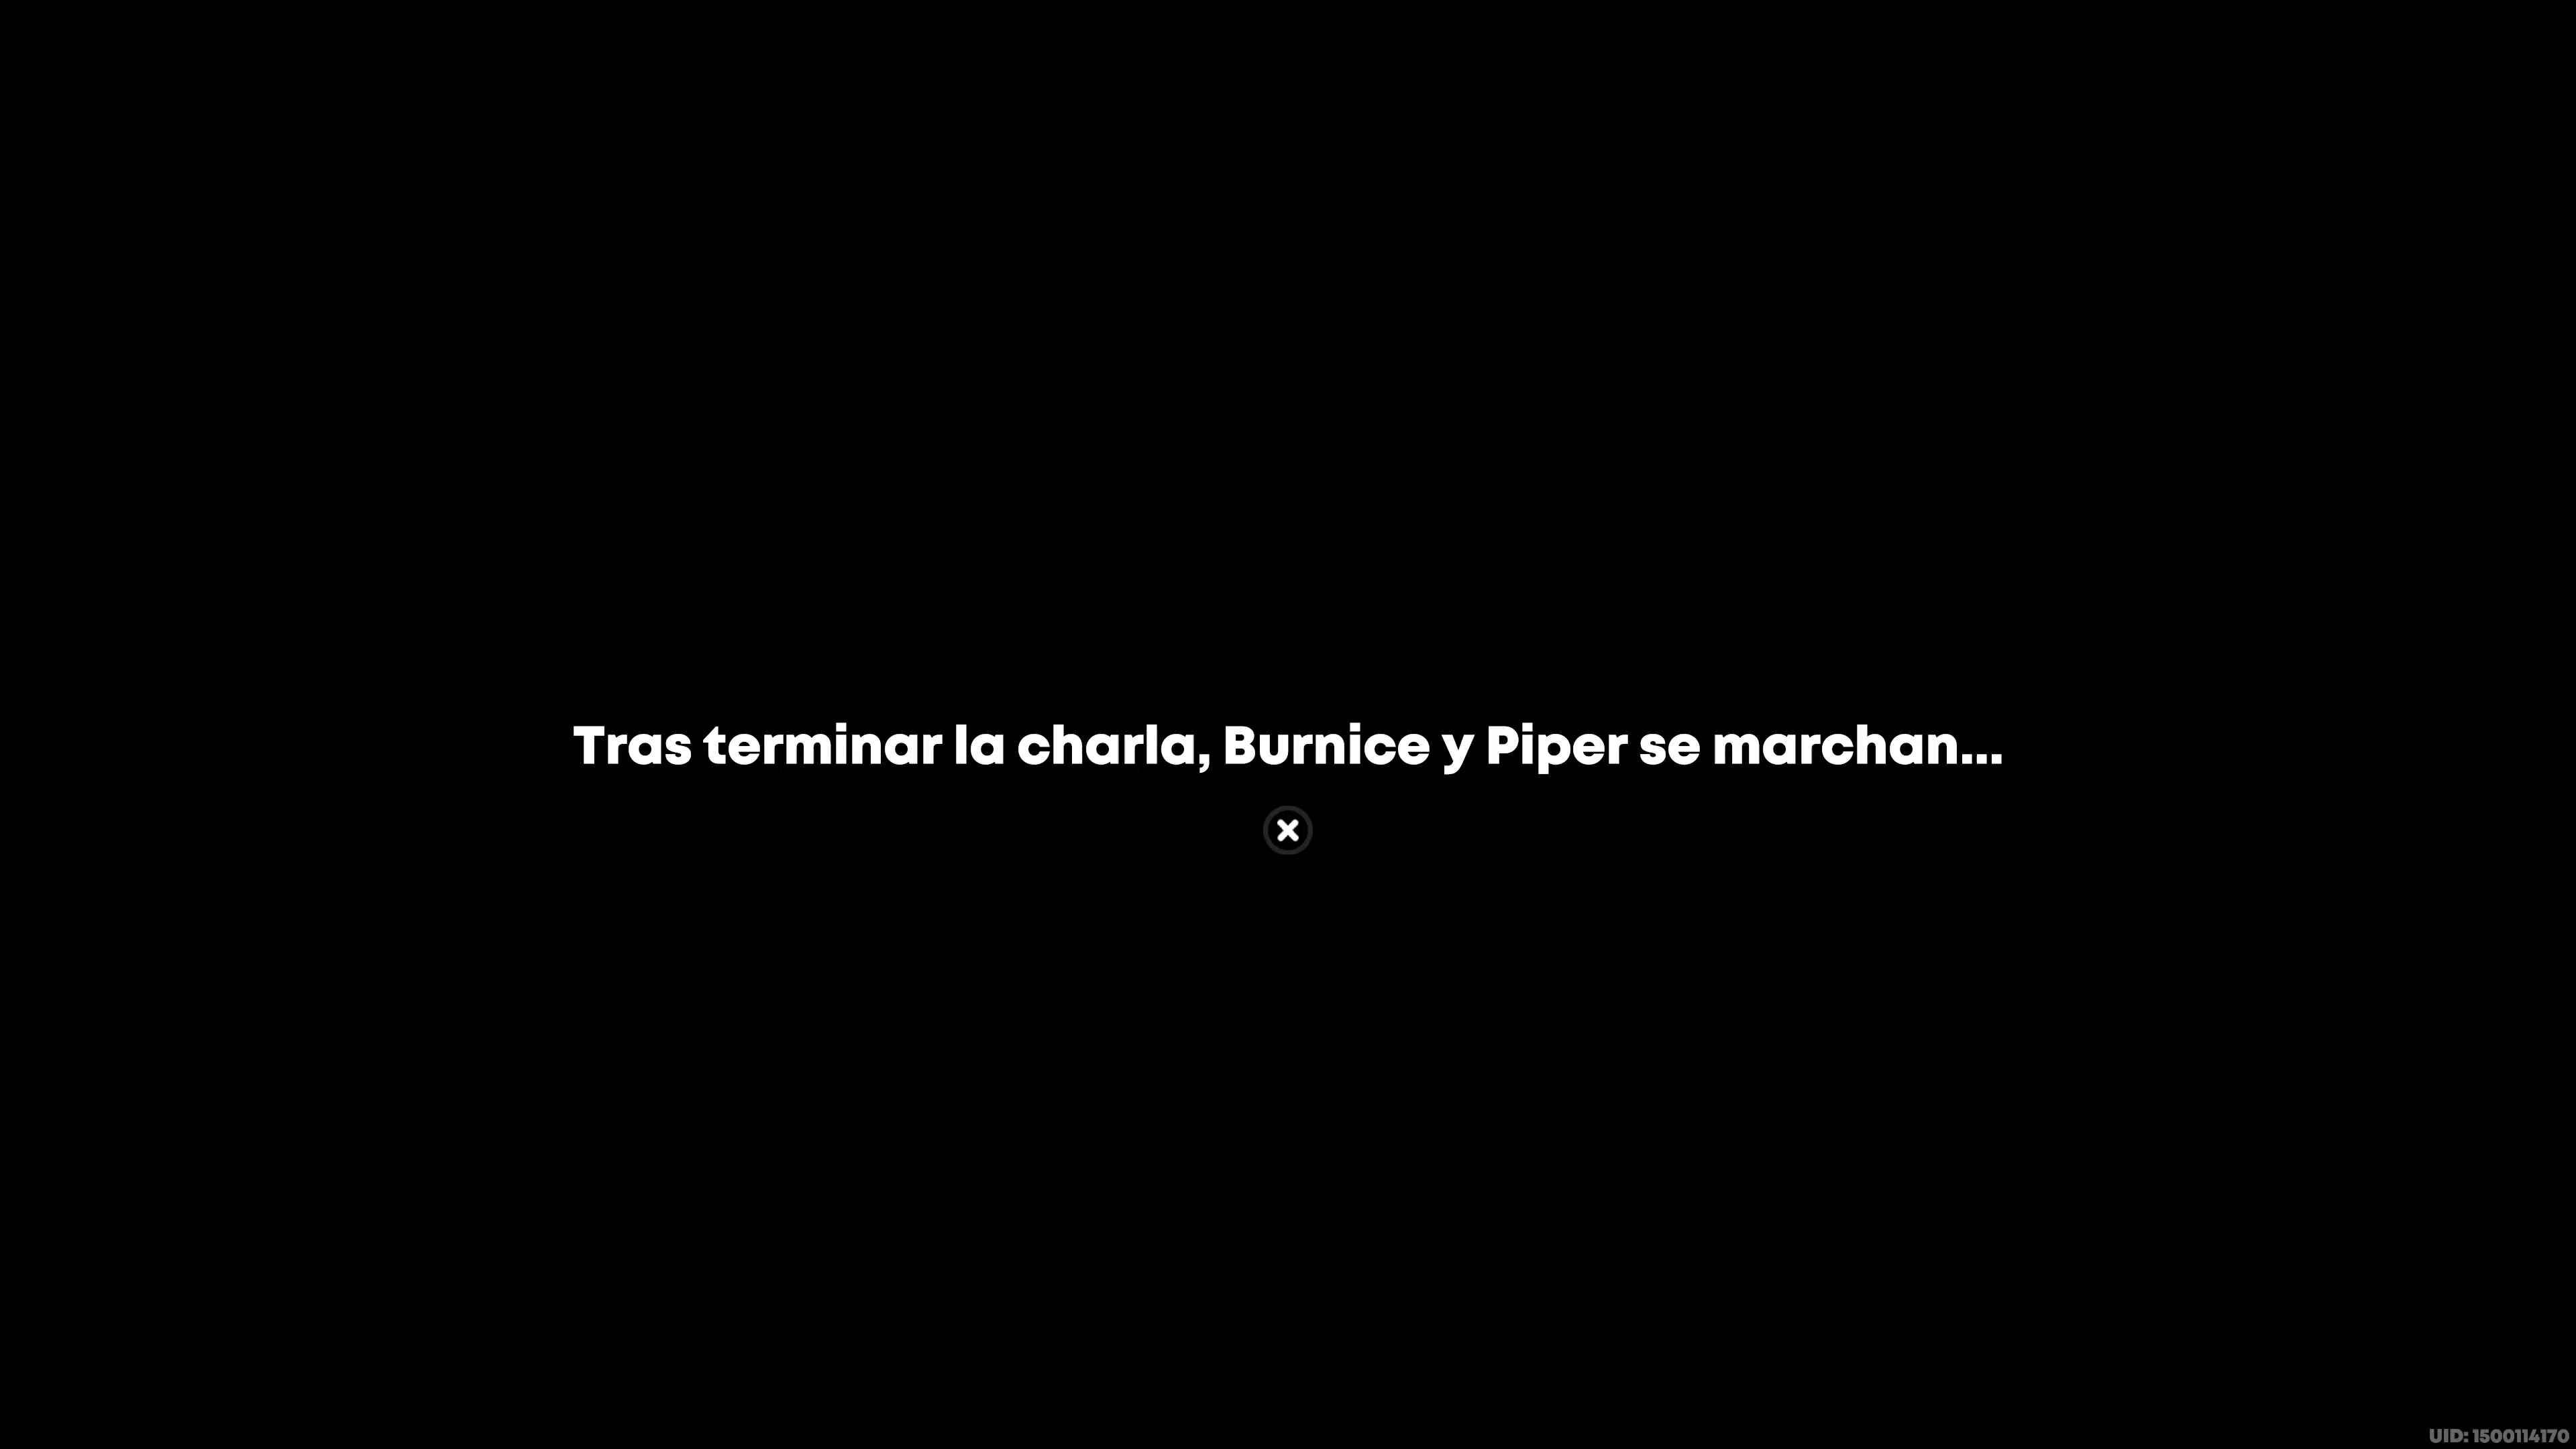 Tras terminar la charla, Burnice y Piper se marchan...
UID: 1500114170